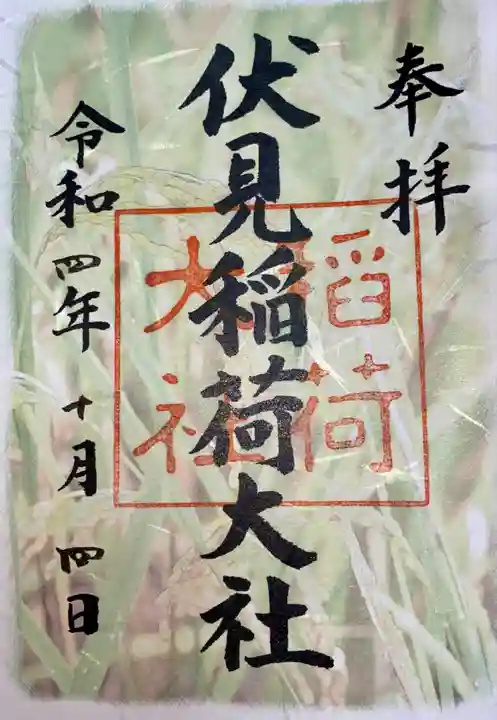 奉拝
伏見稲荷大社
令和四年十月四日
稲荷
大社